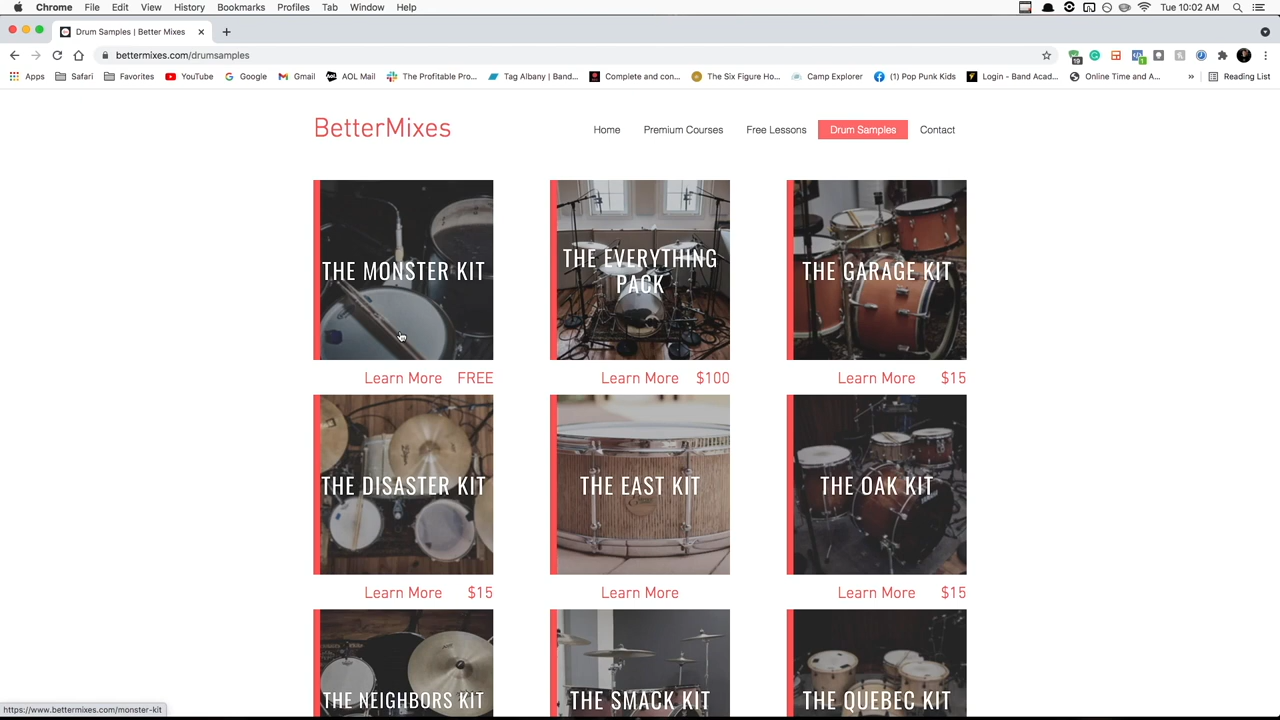 Chrome File Edit View History Bookmarks Profiles Tab Window Help
Tue 10:02 AM
Drum Samples | Better Mixes
bettermixes.com/drumsamples
Apps Safari Favorites YouTube Google Gmail AOL Mail The Profitable Pro... Tag Albany | Band... Complete and con... The Six Figure Ho... Camp Explorer (1) Pop Punk Kids Login - Band Acad... Online Time and A... » Reading List
BetterMixes
Home Premium Courses Free Lessons Drum Samples Contact
THE MONSTER KIT
THE EVERYTHING
PACK
THE GARAGE KIT
Learn More FREE
Learn More $100
Learn More $15
THE DISASTER KIT
THE EAST KIT
THE OAK KIT
Learn More $15
Learn More
Learn More $15
THE NEIGHBORS KIT
THE SMACK KIT
THE QUEBEC KIT
https://www.bettermixes.com/monster-kit